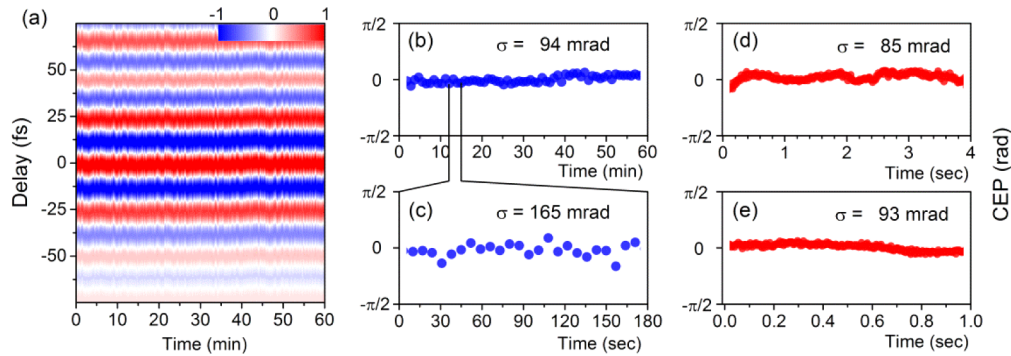 (a)
-1 0 1
Delay (fs)
50
25
0
-25
-50
0 10 20 30 40 50 60
Time (min)
(b)
σ = 94 mrad
π/2
0
-π/2
0 10 20 30 40 50 60
Time (min)
(c)
σ = 165 mrad
π/2
0
-π/2
0 30 60 90 120 150 180
Time (sec)
(d)
σ = 85 mrad
π/2
0
-π/2
0 1 2 3 4
Time (sec)
(e)
σ = 93 mrad
π/2
0
-π/2
0.0 0.2 0.4 0.6 0.8 1.0
Time (sec)
CEP (rad)